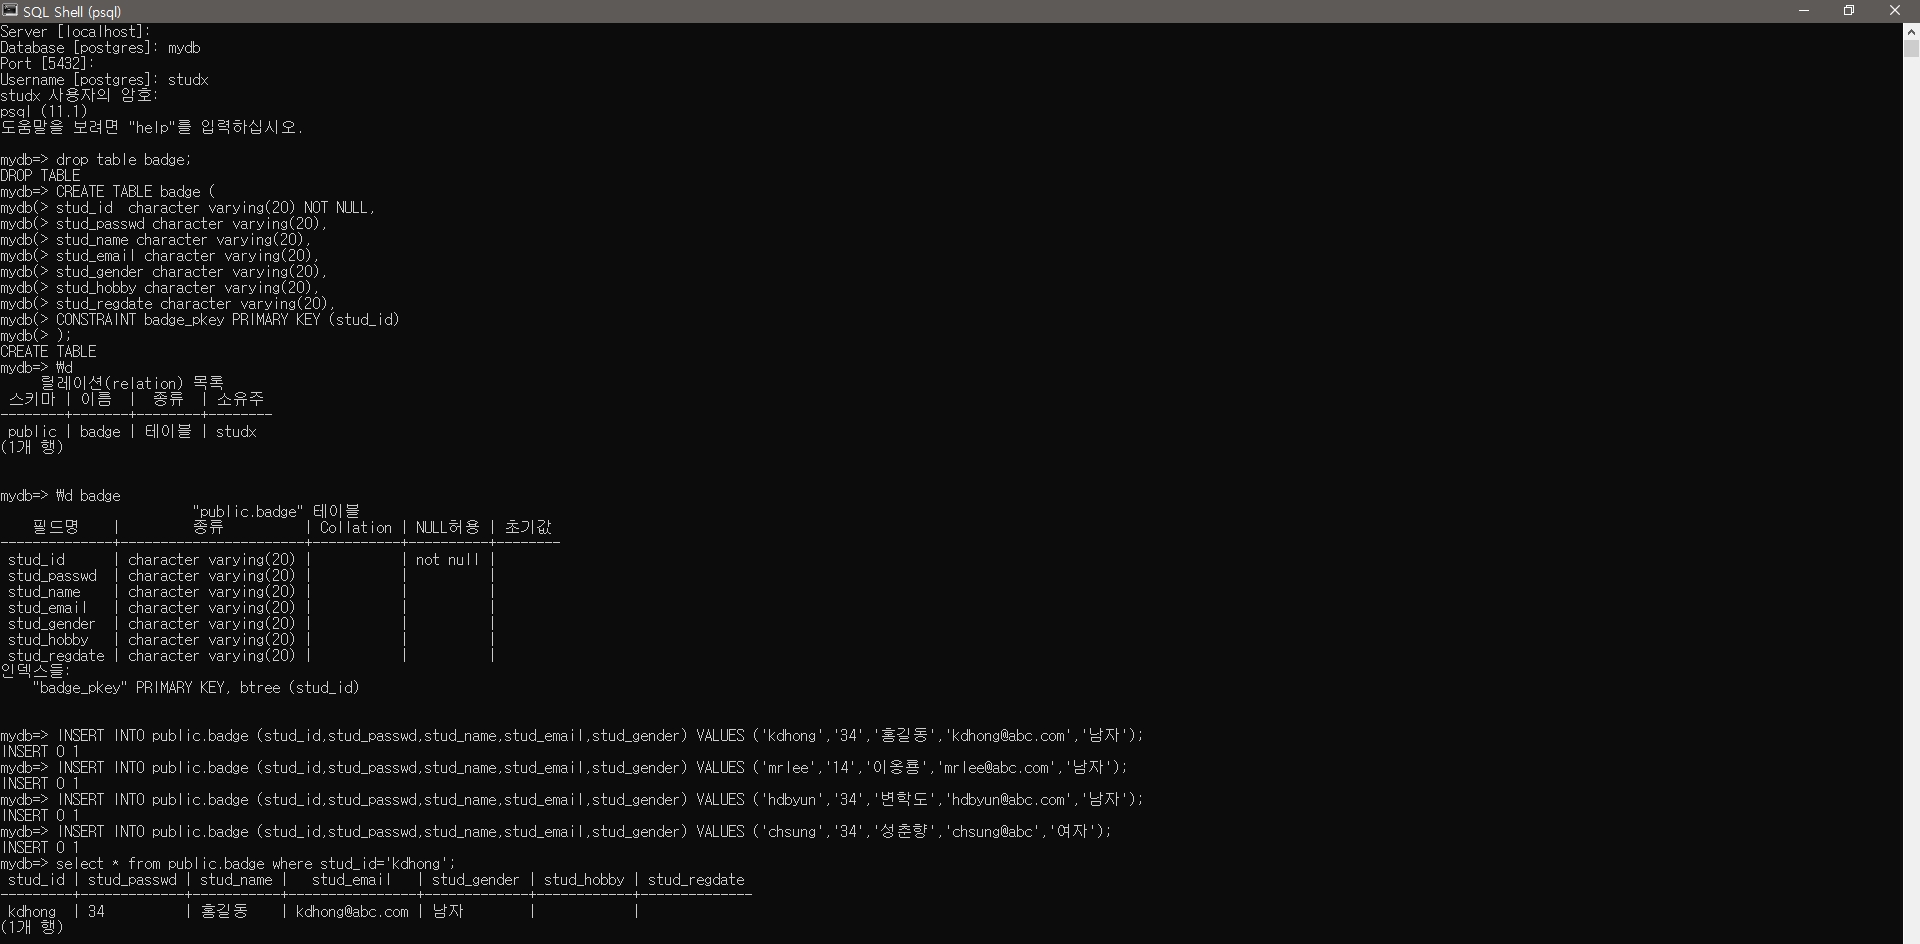 SQL Shell (psql)
Server [localhost]:
Database [postgres]: mydb
Port [5432]:
Username [postgres]: studx
studx 사용자의 암호:
psql (11.1)
도움말을 보려면 "help"를 입력하십시오.
mydb=> drop table badge;
DROP TABLE
mydb=> CREATE TABLE badge (
mydb(> stud_id  character varying(20) NOT NULL,
mydb(> stud_passwd character varying(20),
mydb(> stud_name character varying(20),
mydb(> stud_email character varying(20),
mydb(> stud_gender character varying(20),
mydb(> stud_hobby character varying(20),
mydb(> stud_regdate character varying(20),
mydb(> CONSTRAINT badge_pkey PRIMARY KEY (stud_id)
mydb(> );
CREATE TABLE
mydb=> ₩d
릴레이션(relation) 목록
스키마 | 이름  |  종류  | 소유주
--------+-------+--------+--------
public | badge | 테이블 | studx
(1개 행)
mydb=> ₩d badge
"public.badge" 테이블
필드명    |         종류          | Collation | NULL허용 | 초기값
--------------+-----------------------+-----------+----------+--------
stud_id      | character varying(20) |           | not null |
stud_passwd  | character varying(20) |           |          |
stud_name    | character varying(20) |           |          |
stud_email   | character varying(20) |           |          |
stud_gender  | character varying(20) |           |          |
stud_hobby   | character varying(20) |           |          |
stud_regdate | character varying(20) |           |          |
인덱스들:
"badge_pkey" PRIMARY KEY, btree (stud_id)
mydb=> INSERT INTO public.badge (stud_id,stud_passwd,stud_name,stud_email,stud_gender) VALUES ('kdhong','34','홍길동','kdhong@abc.com','남자');
INSERT 0 1
mydb=> INSERT INTO public.badge (stud_id,stud_passwd,stud_name,stud_email,stud_gender) VALUES ('mrlee','14','이몽룡','mrlee@abc.com','남자');
INSERT 0 1
mydb=> INSERT INTO public.badge (stud_id,stud_passwd,stud_name,stud_email,stud_gender) VALUES ('hdbyun','34','변학도','hdbyun@abc.com','남자');
INSERT 0 1
mydb=> INSERT INTO public.badge (stud_id,stud_passwd,stud_name,stud_email,stud_gender) VALUES ('chsung','34','성춘향','chsung@abc','여자');
INSERT 0 1
mydb=> select * from public.badge where stud_id='kdhong';
stud_id | stud_passwd | stud_name |   stud_email   | stud_gender | stud_hobby | stud_regdate
---------+-------------+-----------+----------------+-------------+------------+--------------
kdhong  | 34          | 홍길동    | kdhong@abc.com | 남자        |            |
(1개 행)